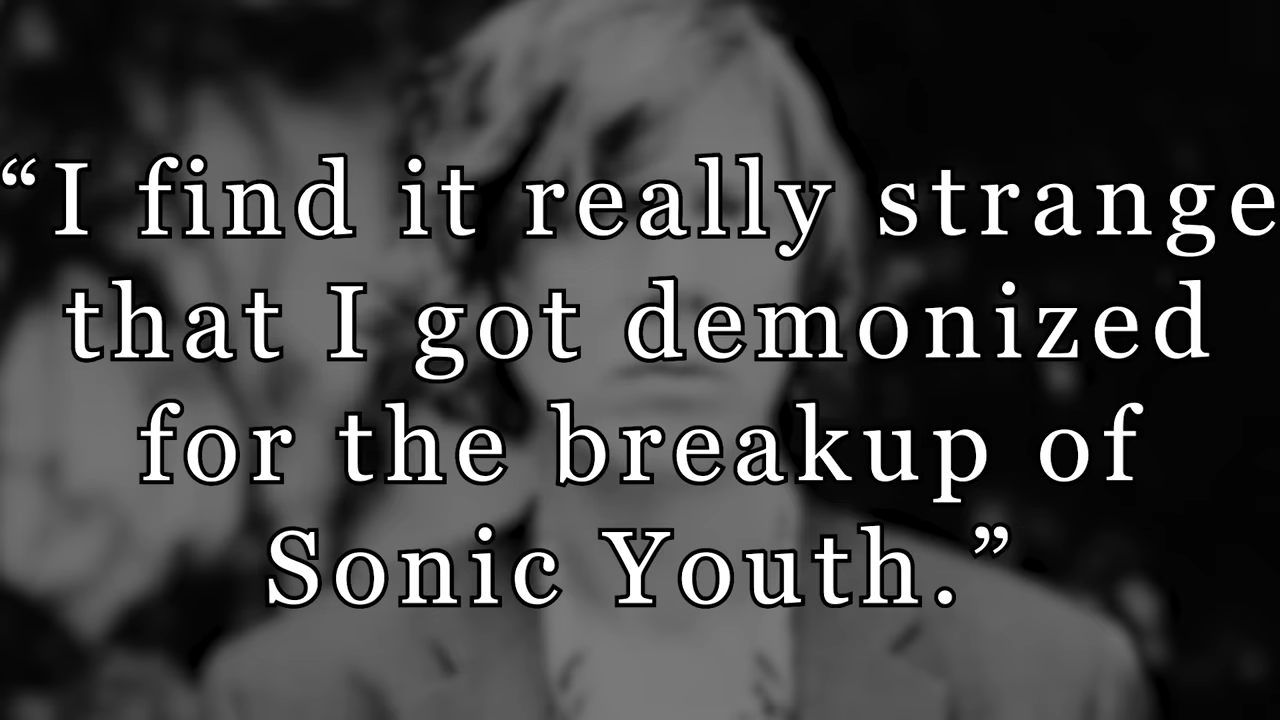 “I find it really strange
that I got demonized
for the breakup of
Sonic Youth.”